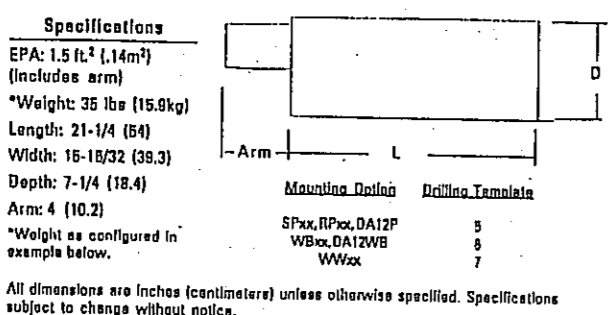 Specifications
EPA: 1.5 ft.² (.14m²)
(includes arm)
*Weight: 35 lbs (15.9kg)
Length: 21-1/4 (54)
Width: 15-15/32 (39.3)
Depth: 7-1/4 (18.4)
Arm: 4 (10.2)
*Weight as configured in
example below.
D
Arm
L
Mounting Option Drilling Template
SPxx, RPxx, DA12P 5
WBxx, DA12WB 6
WWxx 7
All dimensions are inches (centimeters) unless otherwise specified. Specifications
subject to change without notice.